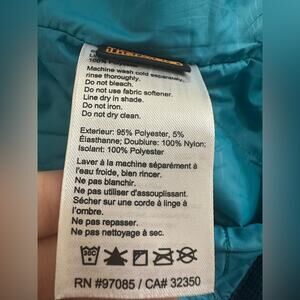 100% Polyester
Machine wash cold separately,
rinse thoroughly.
Do not bleach.
Do not use fabric softener.
Line dry in shade.
Do not iron.
Do not dry clean.
Exterieur: 95% Polyester, 5%
Élasthanne; Doublure: 100% Nylon;
Isolant: 100% Polyester
Laver à la machine séparément à
l'eau froide, bien rincer.
Ne pas blanchir.
Ne pas utiliser d'assouplissant.
Sécher sur une corde à linge à
l'ombre.
Ne pas repasser.
Ne pas nettoyage à sec.
30C
RN #97085 / CA# 32350